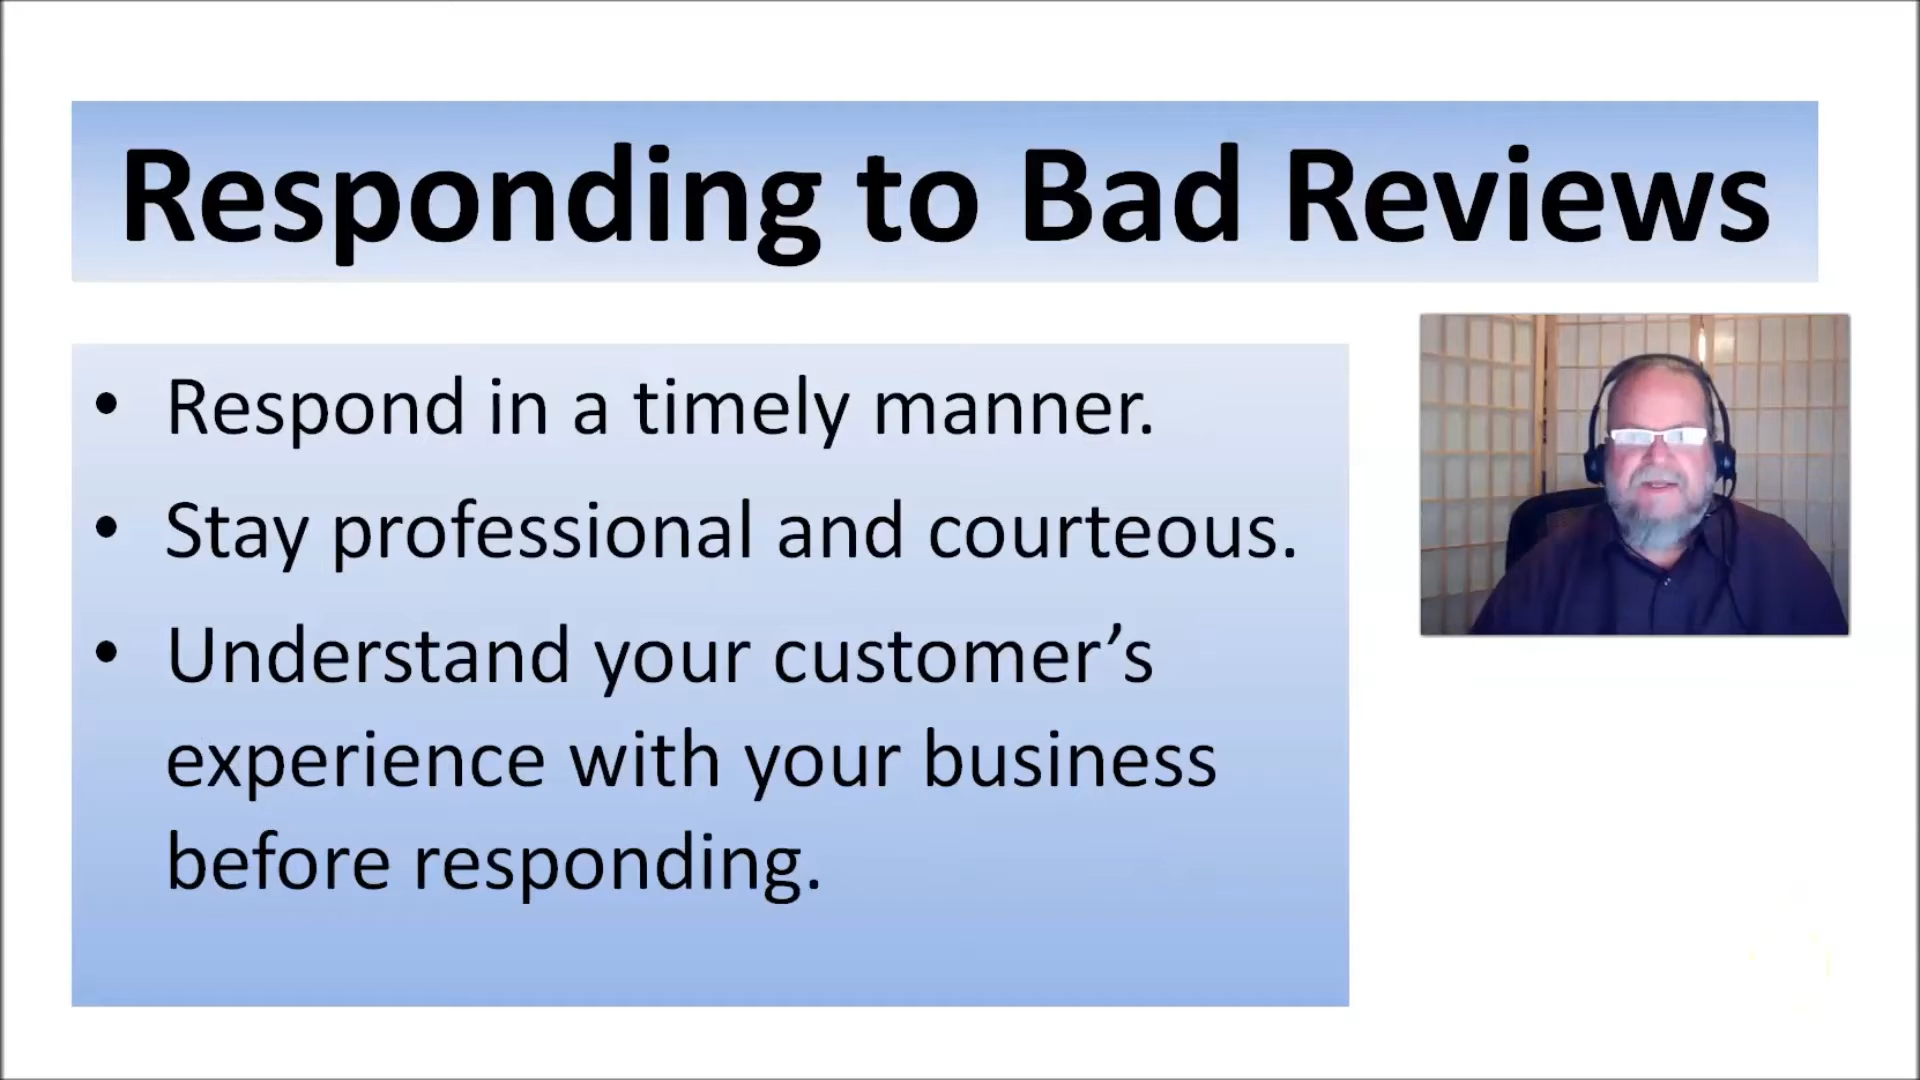 Responding to Bad Reviews
• Respond in a timely manner.
• Stay professional and courteous.
• Understand your customer’s
experience with your business
before responding.